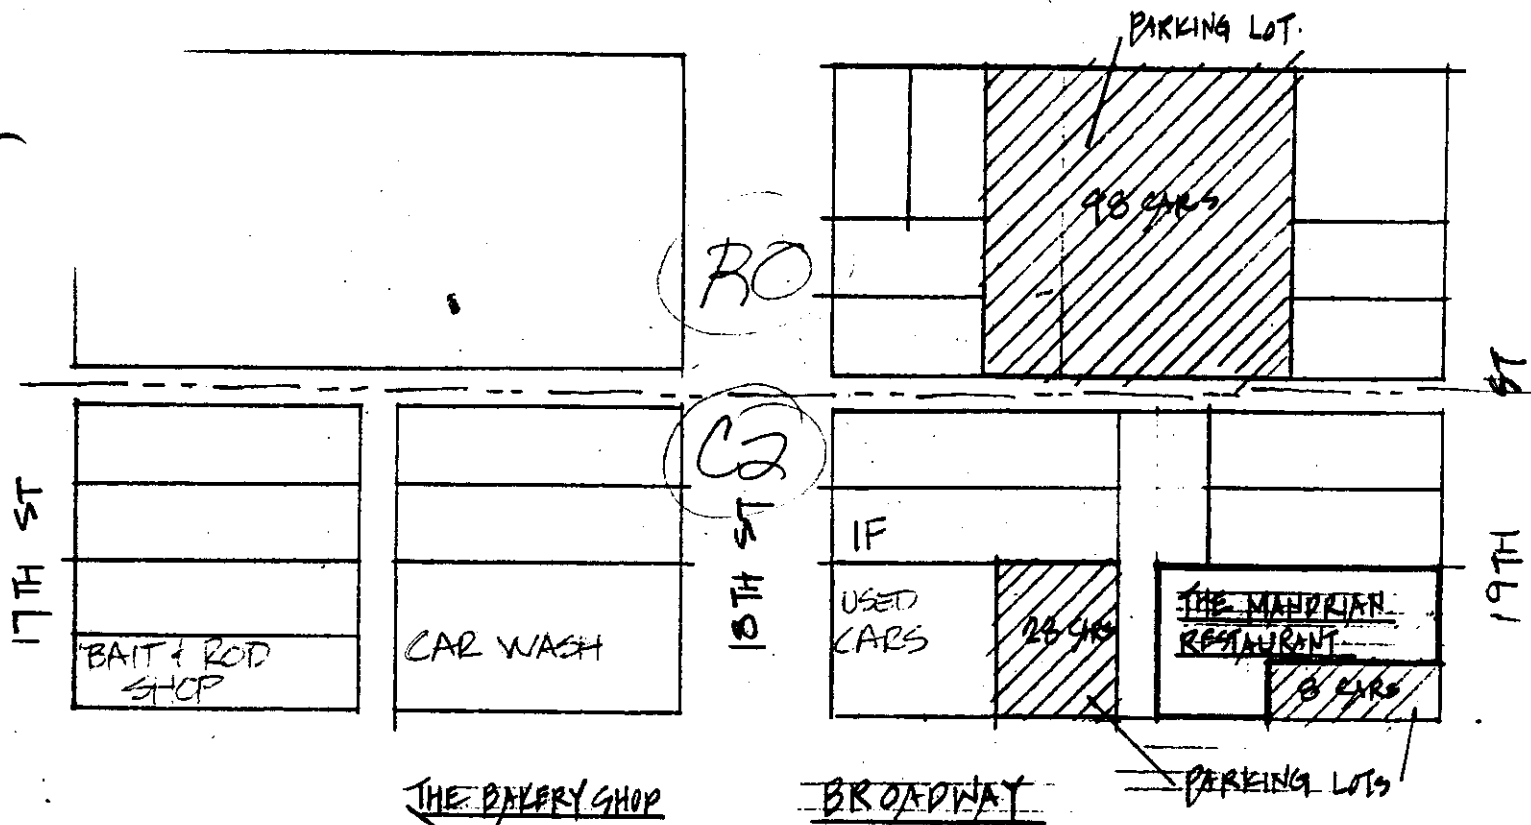 PARKING LOT.
98 CARS
RO
C2
17TH ST
18TH ST
19TH ST
IF
USED
CARS
28 CARS
THE MANDRIAN
RESTAURANT
8 CARS
BAIT & ROD
SHOP
CAR WASH
THE BAKERY SHOP
BROADWAY
PARKING LOTS